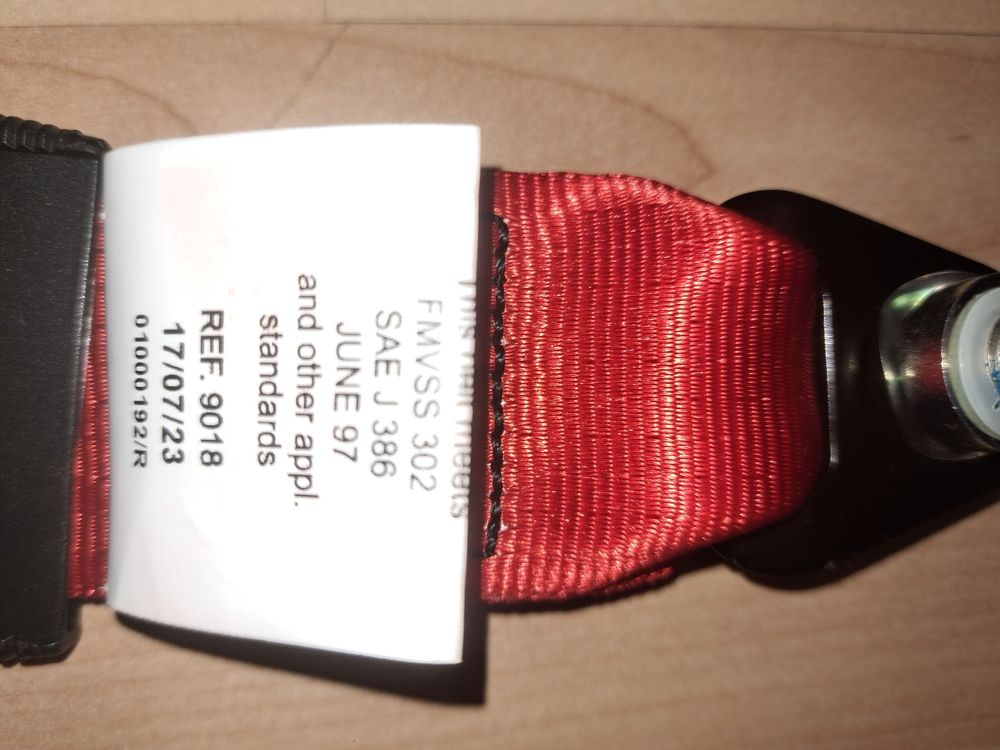 FMVSS 302
SAE J 386
JUNE 97
and other appl.
standards
REF. 9018
17/07/23
01000192/R